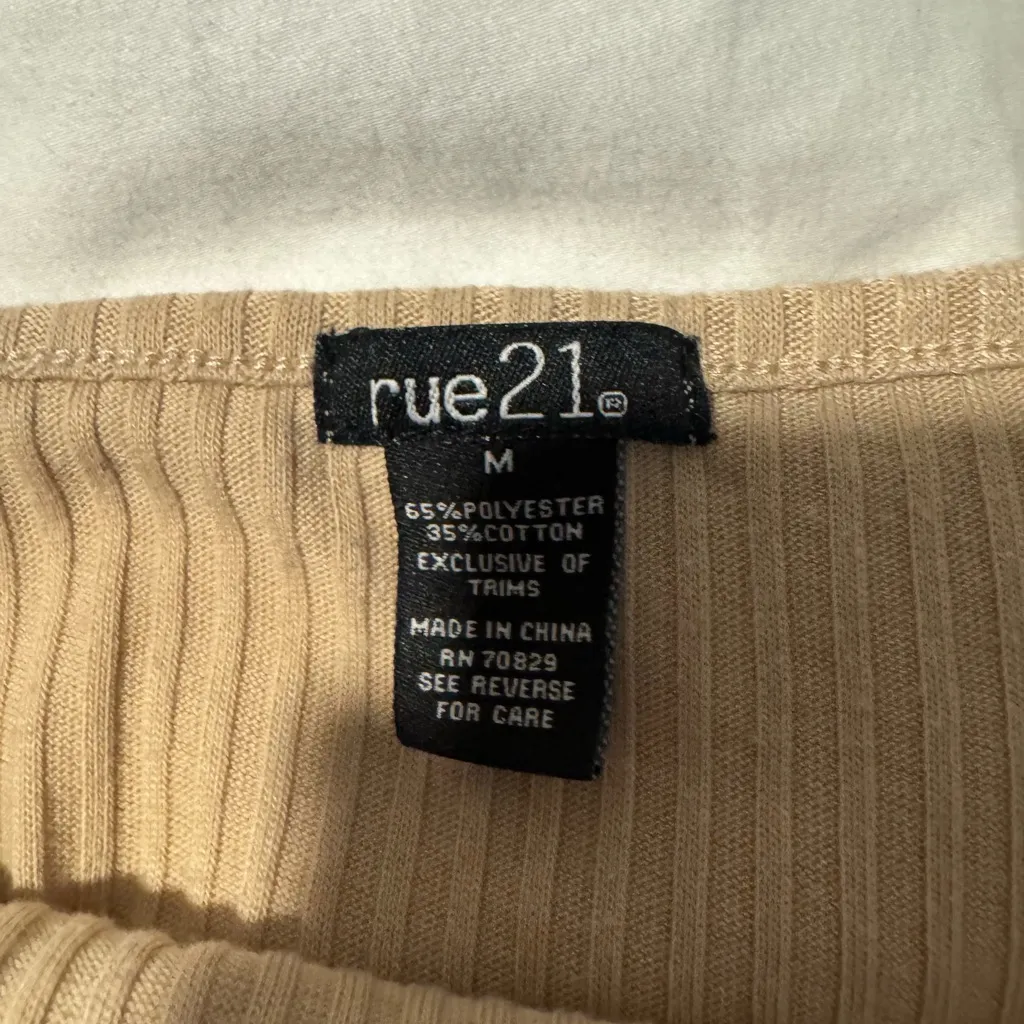 rue21®
M
65%POLYESTER
35%COTTON
EXCLUSIVE OF
TRIMS
MADE IN CHINA
RN 70829
SEE REVERSE
FOR CARE